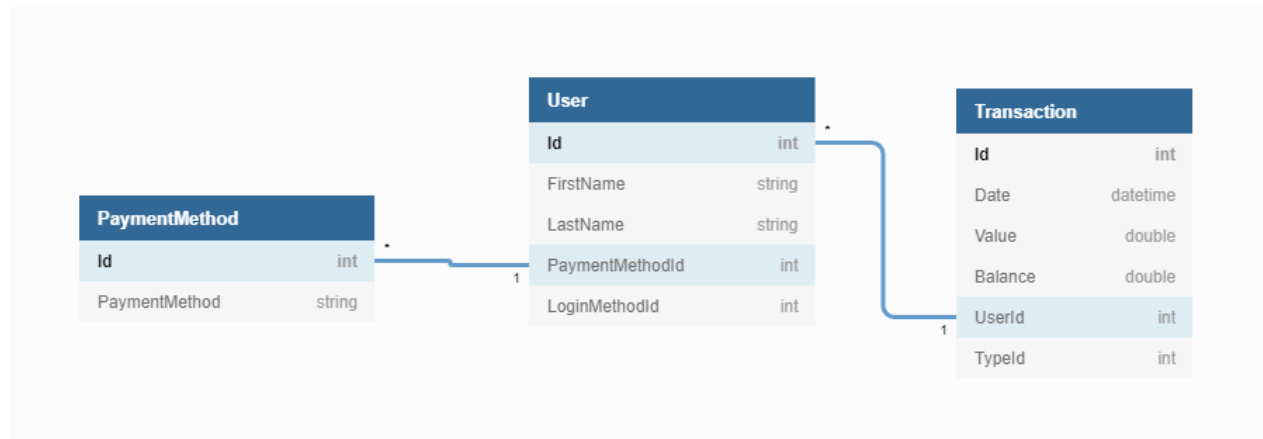 PaymentMethod
Id int
PaymentMethod string
*
1
User
Id int
FirstName string
LastName string
PaymentMethodId int
LoginMethodId int
*
1
Transaction
Id int
Date datetime
Value double
Balance double
UserId int
TypeId int